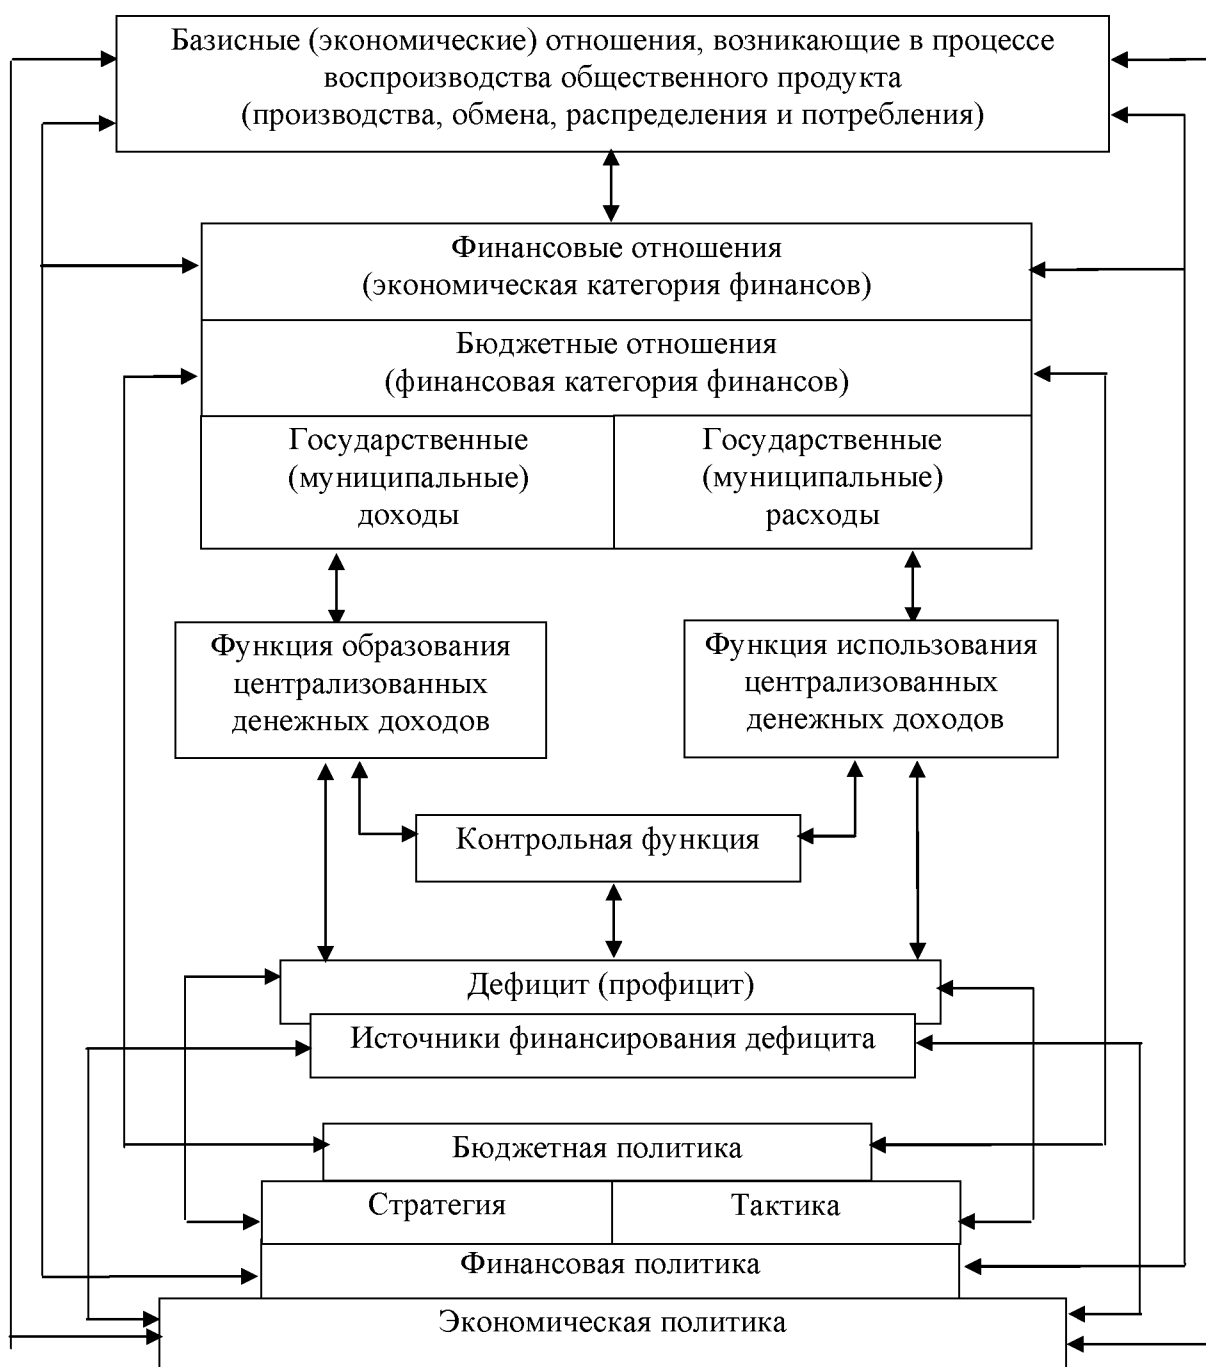 Базисные (экономические) отношения, возникающие в процессе
воспроизводства общественного продукта
(производства, обмена, распределения и потребления)
Финансовые отношения
(экономическая категория финансов)
Бюджетные отношения
(финансовая категория финансов)
Государственные
(муниципальные)
доходы
Государственные
(муниципальные)
расходы
Функция образования
централизованных
денежных доходов
Функция использования
централизованных
денежных доходов
Контрольная функция
Дефицит (профицит)
Источники финансирования дефицита
Бюджетная политика
Стратегия
Тактика
Финансовая политика
Экономическая политика